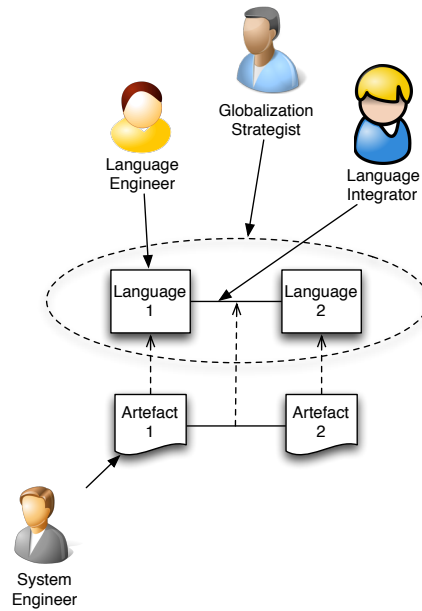 Globalization
Strategist
Language
Engineer
Language
Integrator
Language
1
Language
2
Artefact
1
Artefact
2
System
Engineer